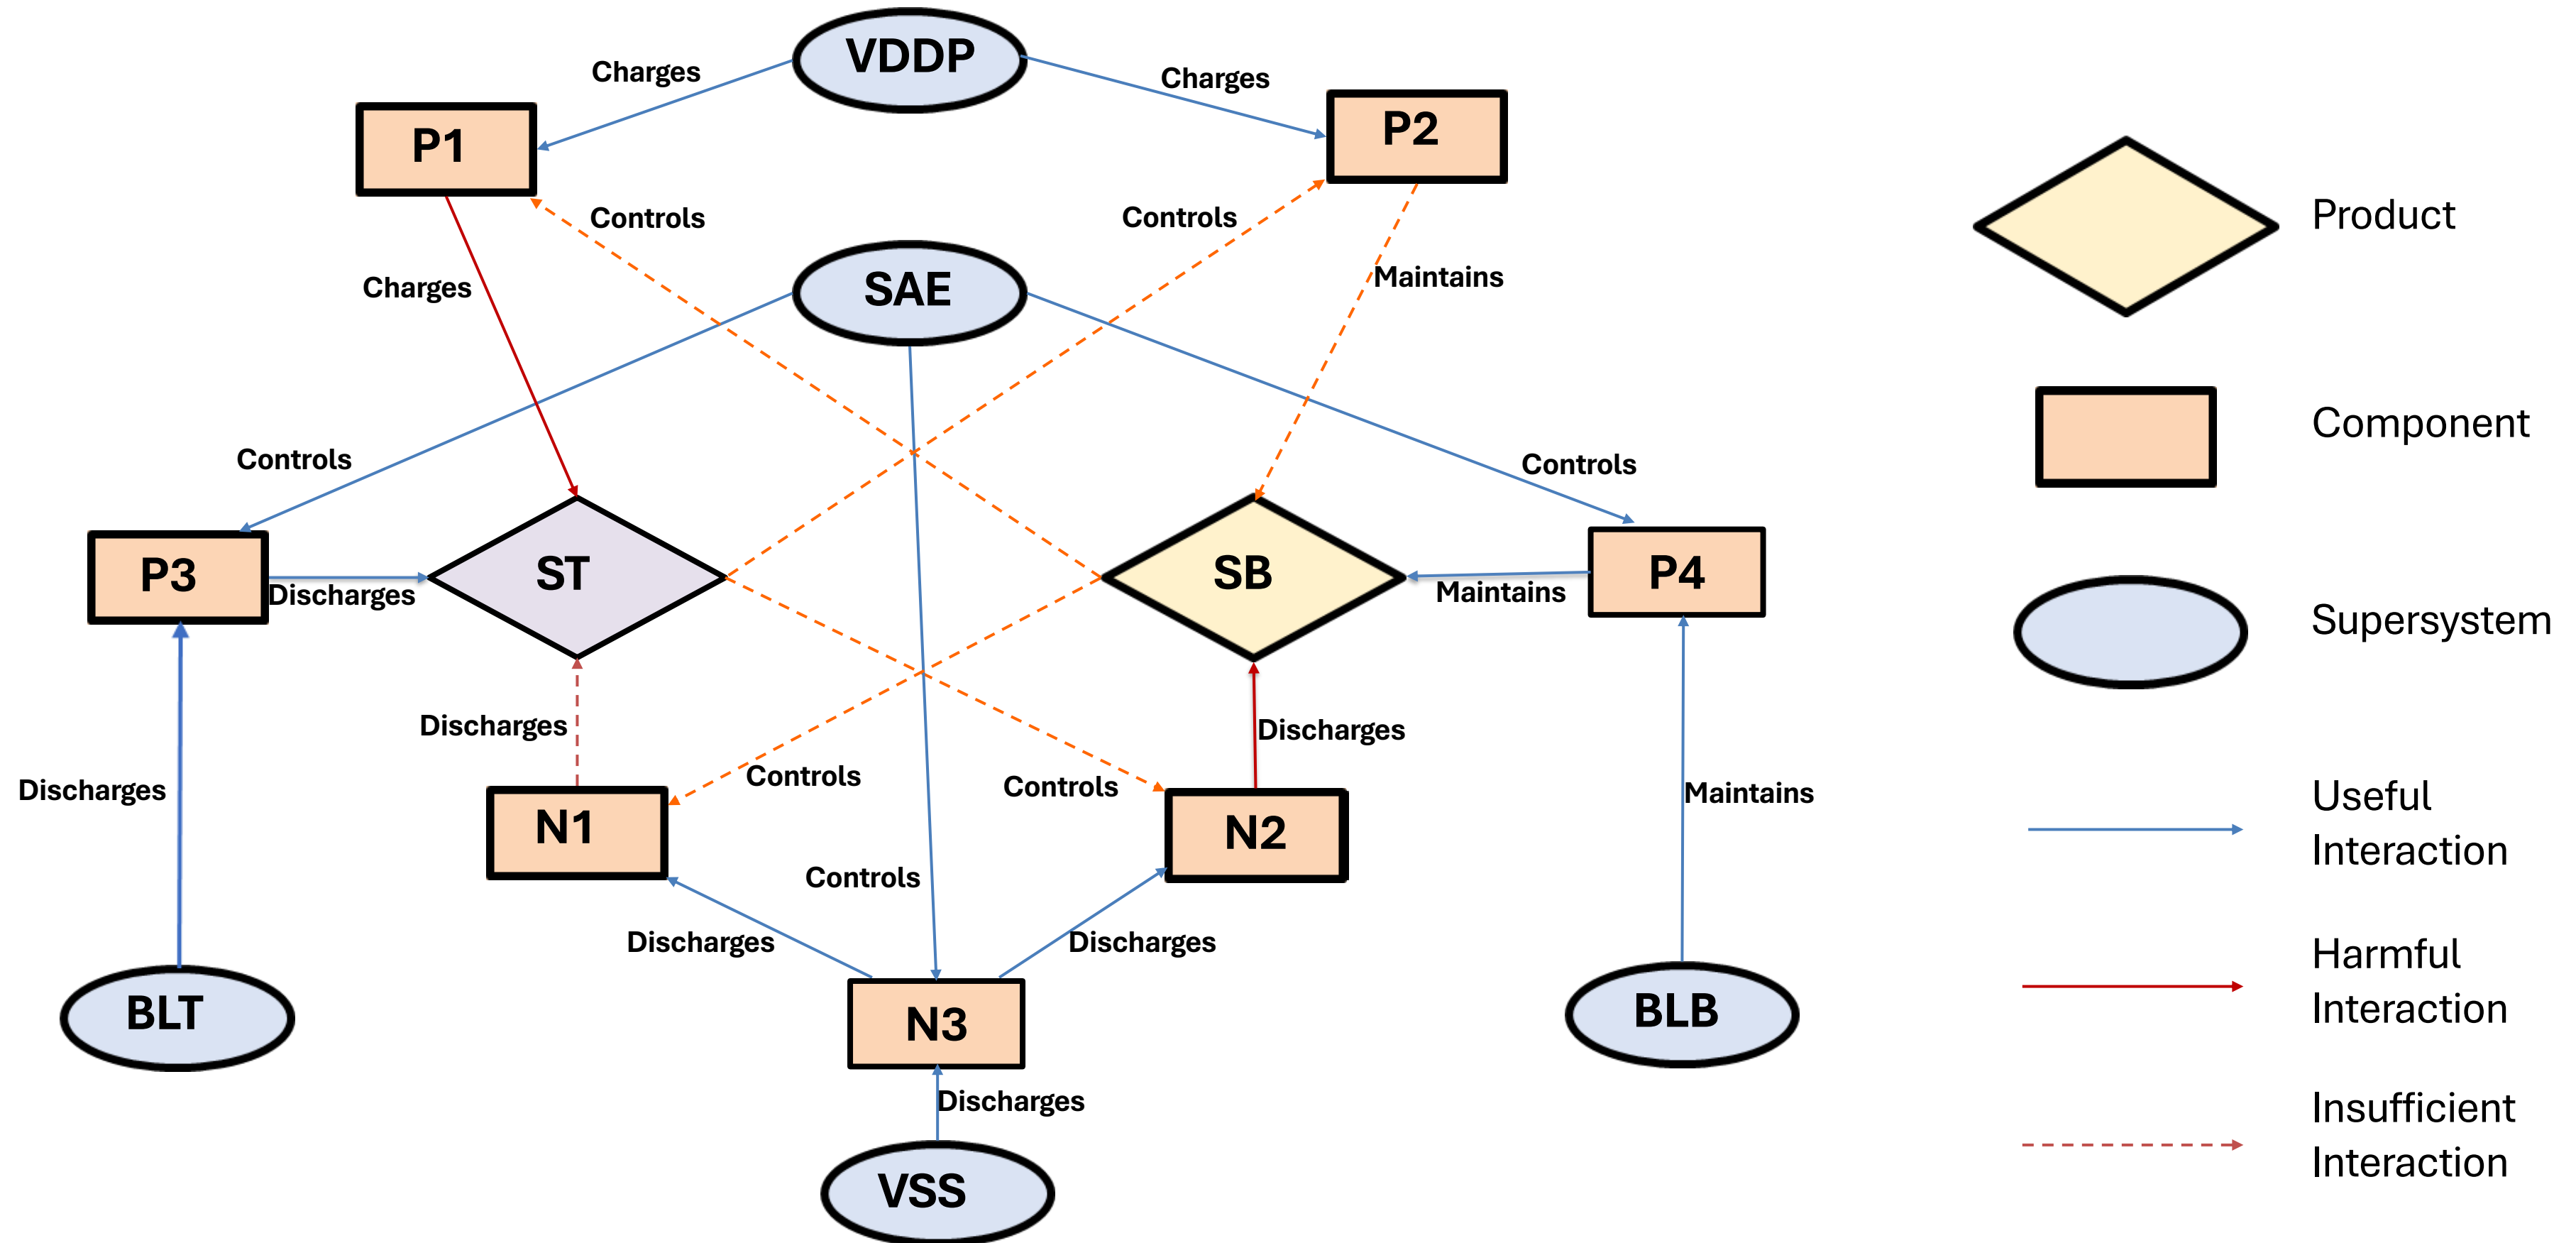 VDDP
Charges
Charges
P1
P2
Controls
Controls
Product
Charges
SAE
Maintains
Component
Controls
Controls
P3
ST
SB
P4
Discharges
Maintains
Supersystem
Discharges
Discharges
Discharges
Controls
Controls
Maintains
Useful
Interaction
N1
N2
Controls
Discharges
Discharges
Harmful
Interaction
BLT
N3
BLB
Discharges
Insufficient
Interaction
VSS